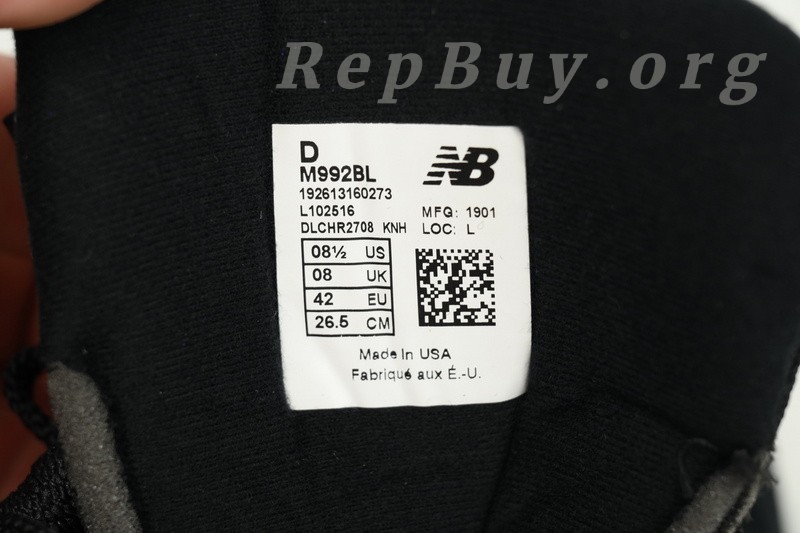 RepBuy.org
D
M992BL
NB
192613160273
L102516
MFG: 1901
DLCHR2708 KNH
LOC: L
08½ US
08 UK
42 EU
26.5 CM
Made In USA
Fabriqué aux É.-U.